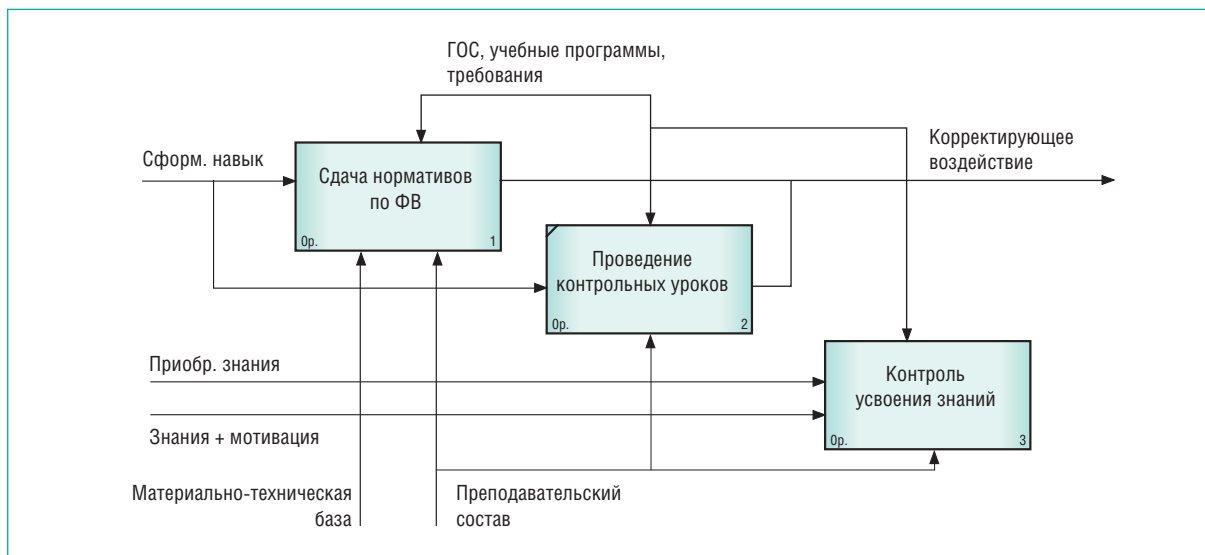 ГОС, учебные программы,
требования
Сформ. навык
Сдача нормативов
по ФВ
0р. 1
Корректирующее
воздействие
Проведение
контрольных уроков
0р. 2
Приобр. знания
Контроль
усвоения знаний
0р. 3
Знания + мотивация
Материально-техническая
база
Преподавательский
состав